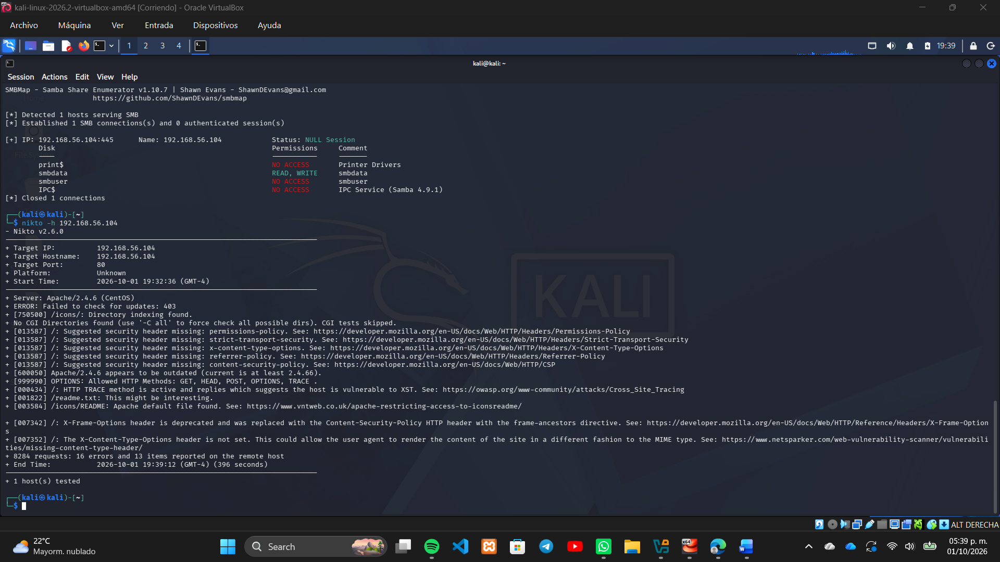 kali-linux-2026.2-virtualbox-amd64 [Corriendo] - Oracle VirtualBox
Archivo Máquina Ver Entrada Dispositivos Ayuda
1 2 3 4 19:39
kali@kali: ~
Session Actions Edit View Help
SMBMap - Samba Share Enumerator v1.10.7 | Shawn Evans - ShawnDEvans@gmail.com
https://github.com/ShawnDEvans/smbmap
[*] Detected 1 hosts serving SMB
[*] Established 1 SMB connections(s) and 0 authenticated session(s)
[+] IP: 192.168.56.104:445 Name: 192.168.56.104 Status: NULL Session
Disk Permissions Comment
---- ----------- -------
print$ NO ACCESS Printer Drivers
smbdata READ, WRITE smbdata
smbuser NO ACCESS smbuser
IPC$ NO ACCESS IPC Service (Samba 4.9.1)
[*] Closed 1 connections
┌──(kali㉿kali)-[~]
└─$ nikto -h 192.168.56.104
- Nikto v2.6.0
---------------------------------------------------------------------------
+ Target IP: 192.168.56.104
+ Target Hostname: 192.168.56.104
+ Target Port: 80
+ Platform: Unknown
+ Start Time: 2026-10-01 19:32:36 (GMT-4)
---------------------------------------------------------------------------
+ Server: Apache/2.4.6 (CentOS)
+ ERROR: Failed to check for updates: 403
+ [750500] /icons/: Directory indexing found.
+ No CGI Directories found (use '-C all' to force check all possible dirs). CGI tests skipped.
+ [013587] /: Suggested security header missing: permissions-policy. See: https://developer.mozilla.org/en-US/docs/Web/HTTP/Headers/Permissions-Policy
+ [013587] /: Suggested security header missing: strict-transport-security. See: https://developer.mozilla.org/en-US/docs/Web/HTTP/Headers/Strict-Transport-Security
+ [013587] /: Suggested security header missing: x-content-type-options. See: https://developer.mozilla.org/en-US/docs/Web/HTTP/Headers/X-Content-Type-Options
+ [013587] /: Suggested security header missing: referrer-policy. See: https://developer.mozilla.org/en-US/docs/Web/HTTP/Headers/Referrer-Policy
+ [013587] /: Suggested security header missing: content-security-policy. See: https://developer.mozilla.org/en-US/docs/Web/HTTP/CSP
+ [600050] Apache/2.4.6 appears to be outdated (current is at least 2.4.66).
+ [999990] OPTIONS: Allowed HTTP Methods: GET, HEAD, POST, OPTIONS, TRACE .
+ [000434] /: HTTP TRACE method is active and replies which suggests the host is vulnerable to XST. See: https://owasp.org/www-community/attacks/Cross_Site_Tracing
+ [001822] /readme.txt: This might be interesting.
+ [003584] /icons/README: Apache default file found. See: https://www.vntweb.co.uk/apache-restricting-access-to-iconsreadme/
+ [007342] /: X-Frame-Options header is deprecated and was replaced with the Content-Security-Policy HTTP header with the frame-ancestors directive. See: https://developer.mozilla.org/en-US/docs/Web/HTTP/Reference/Headers/X-Frame-Option
s
+ [007352] /: The X-Content-Type-Options header is not set. This could allow the user agent to render the content of the site in a different fashion to the MIME type. See: https://www.netsparker.com/web-vulnerability-scanner/vulnerabili
ties/missing-content-type-header/
+ 8284 requests: 16 errors and 13 items reported on the remote host
+ End Time: 2026-10-01 19:39:12 (GMT-4) (396 seconds)
---------------------------------------------------------------------------
+ 1 host(s) tested
┌──(kali㉿kali)-[~]
└─$
KALI
ALT DERECHA
22°C
Mayorm. nublado
Search
05:39 p. m.
01/10/2026